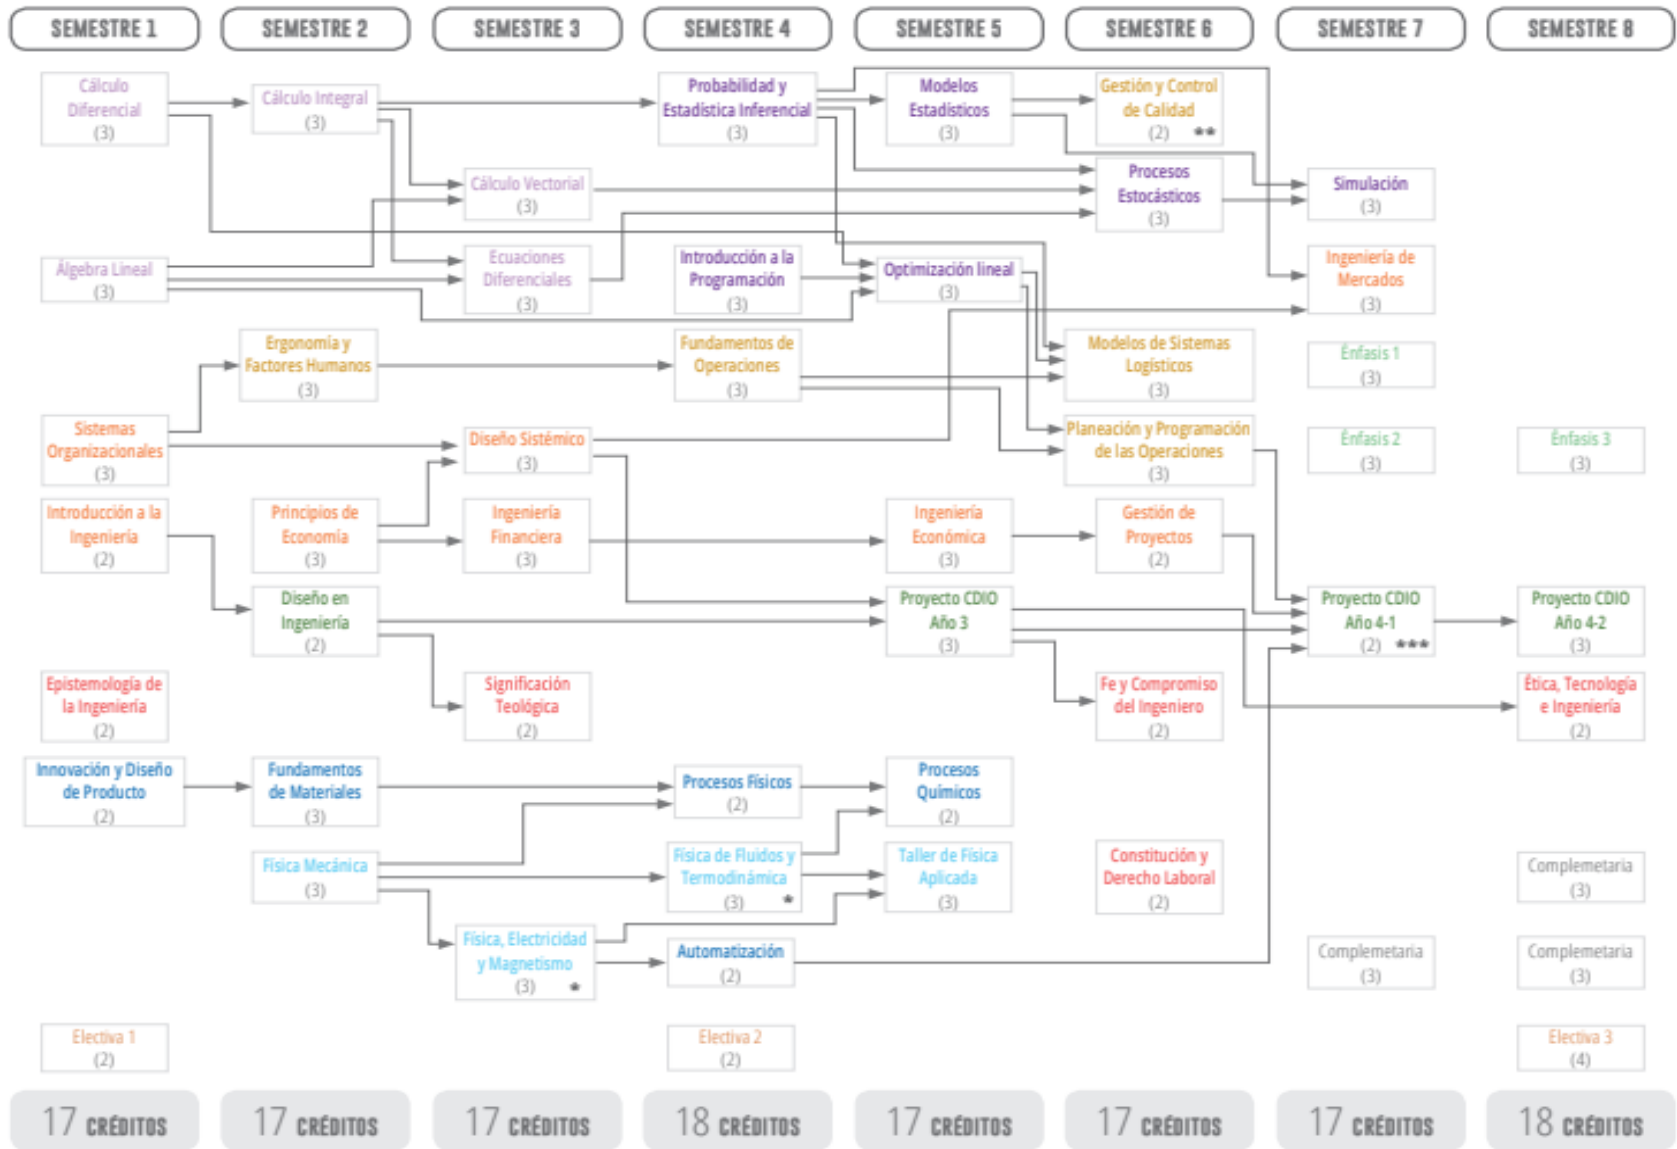 SEMESTRE 1
SEMESTRE 2
SEMESTRE 3
SEMESTRE 4
SEMESTRE 5
SEMESTRE 6
SEMESTRE 7
SEMESTRE 8
Cálculo
Diferencial
(3)
Cálculo Integral
(3)
Probabilidad y
Estadística Inferencial
(3)
Modelos
Estadísticos
(3)
Gestión y Control
de Calidad
(2) **
Cálculo Vectorial
(3)
Procesos
Estocásticos
(3)
Simulación
(3)
Álgebra Lineal
(3)
Ecuaciones
Diferenciales
(3)
Introducción a la
Programación
(3)
Optimización lineal
(3)
Ingeniería de
Mercados
(3)
Ergonomía y
Factores Humanos
(3)
Fundamentos de
Operaciones
(3)
Modelos de Sistemas
Logísticos
(3)
Énfasis 1
(3)
Sistemas
Organizacionales
(3)
Diseño Sistémico
(3)
Planeación y Programación
de las Operaciones
(3)
Énfasis 2
(3)
Énfasis 3
(3)
Introducción a la
Ingeniería
(2)
Principios de
Economía
(3)
Ingeniería
Financiera
(3)
Ingeniería
Económica
(3)
Gestión de
Proyectos
(2)
Diseño en
Ingeniería
(2)
Proyecto CDIO
Año 3
(3)
Proyecto CDIO
Año 4-1
(2) ***
Proyecto CDIO
Año 4-2
(3)
Epistemología de
la Ingeniería
(2)
Significación
Teológica
(2)
Fe y Compromiso
del Ingeniero
(2)
Ética, Tecnología
e Ingeniería
(2)
Innovación y Diseño
de Producto
(2)
Fundamentos
de Materiales
(3)
Procesos Físicos
(2)
Procesos
Químicos
(2)
Física Mecánica
(3)
Física de Fluidos y
Termodinámica
(3) *
Taller de Física
Aplicada
(3)
Constitución y
Derecho Laboral
(2)
Complemetaria
(3)
Física, Electricidad
y Magnetismo
(3) *
Automatización
(2)
Complemetaria
(3)
Complemetaria
(3)
Electiva 1
(2)
Electiva 2
(2)
Electiva 3
(4)
17 CRÉDITOS
17 CRÉDITOS
17 CRÉDITOS
18 CRÉDITOS
17 CRÉDITOS
17 CRÉDITOS
17 CRÉDITOS
18 CRÉDITOS